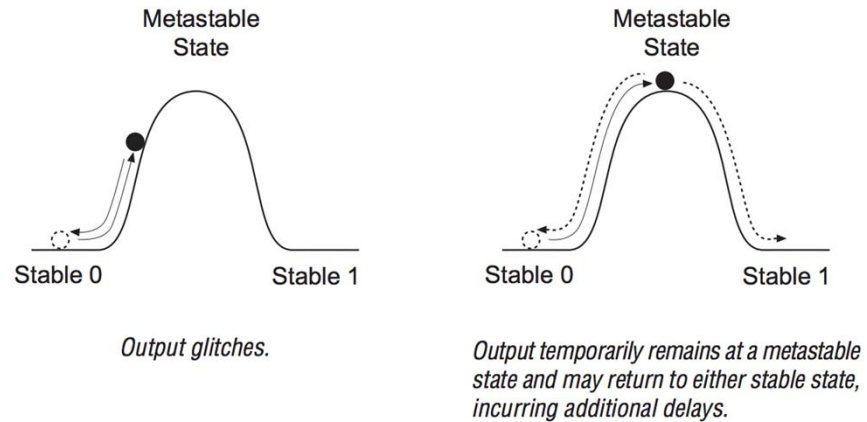 Metastable
State
Metastable
State
Stable 0
Stable 1
Stable 0
Stable 1
Output glitches.
Output temporarily remains at a metastable
state and may return to either stable state,
incurring additional delays.